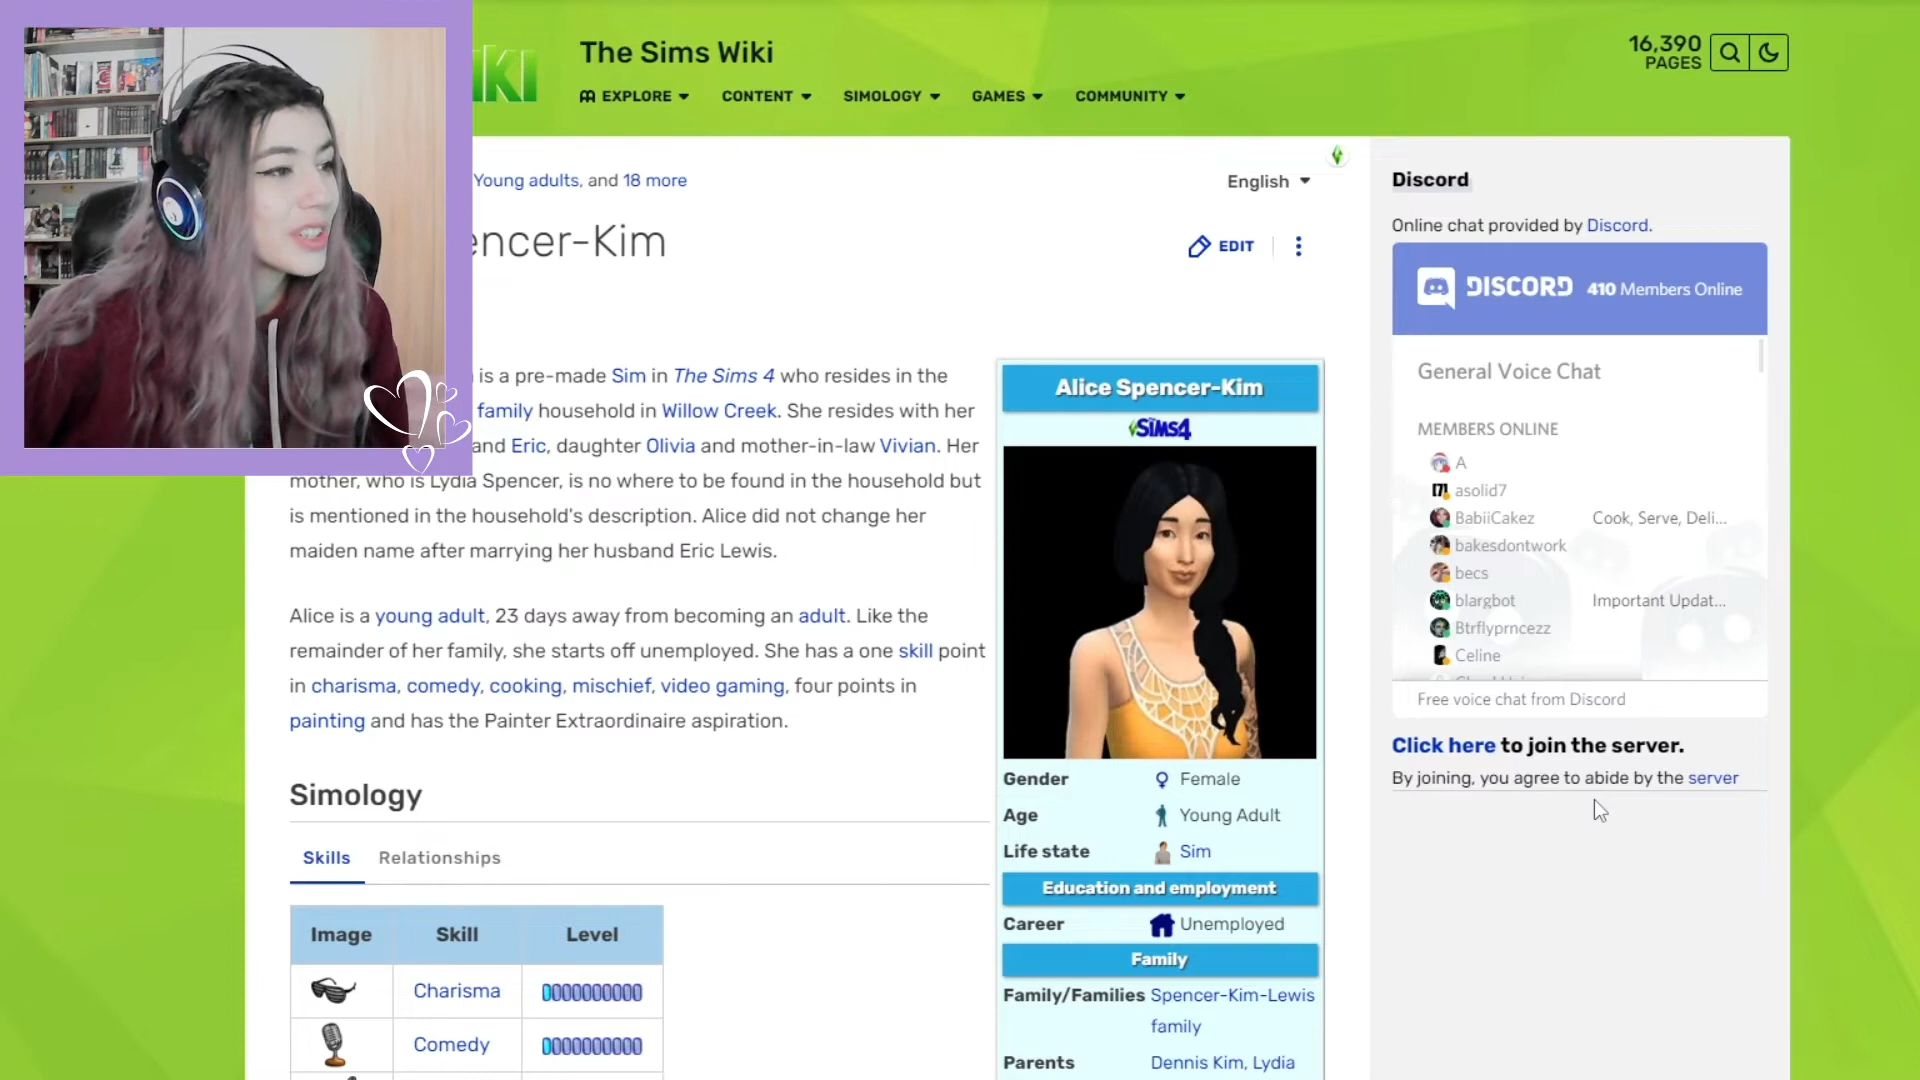 The Sims Wiki
EXPLORE
CONTENT
SIMOLOGY
GAMES
COMMUNITY
16,390
PAGES
Young adults, and 18 more
English
encer-Kim
EDIT
is a pre-made Sim in The Sims 4 who resides in the
family household in Willow Creek. She resides with her
and Eric, daughter Olivia and mother-in-law Vivian. Her
mother, who is Lydia Spencer, is no where to be found in the household but
is mentioned in the household's description. Alice did not change her
maiden name after marrying her husband Eric Lewis.
Alice is a young adult, 23 days away from becoming an adult. Like the
remainder of her family, she starts off unemployed. She has a one skill point
in charisma, comedy, cooking, mischief, video gaming, four points in
painting and has the Painter Extraordinaire aspiration.
Simology
Skills
Relationships
Image
Skill
Level
Charisma
Comedy
Alice Spencer-Kim
The SiMS4
Gender
Female
Age
Young Adult
Life state
Sim
Education and employment
Career
Unemployed
Family
Family/Families
Spencer-Kim-Lewis
family
Parents
Dennis Kim, Lydia
Discord
Online chat provided by Discord.
DISCORD
410 Members Online
General Voice Chat
MEMBERS ONLINE
A
asolid7
BabiiCakez
Cook, Serve, Deli...
bakesdontwork
becs
blargbot
Important Updat...
Btrflyprncezz
Celine
Free voice chat from Discord
Click here to join the server.
By joining, you agree to abide by the server